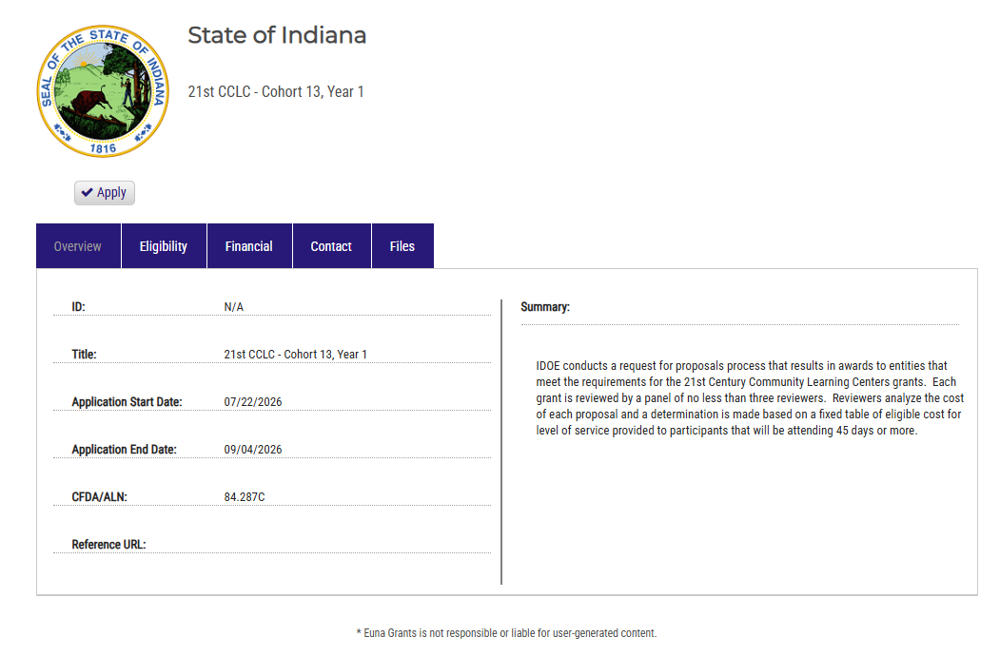 SEAL OF THE STATE OF INDIANA
1816
State of Indiana
21st CCLC - Cohort 13, Year 1
Apply
Overview Eligibility Financial Contact Files
ID: N/A
Title: 21st CCLC - Cohort 13, Year 1
Application Start Date: 07/22/2026
Application End Date: 09/04/2026
CFDA/ALN: 84.287C
Reference URL:
Summary:
IDOE conducts a request for proposals process that results in awards to entities that
meet the requirements for the 21st Century Community Learning Centers grants. Each
grant is reviewed by a panel of no less than three reviewers. Reviewers analyze the cost
of each proposal and a determination is made based on a fixed table of eligible cost for
level of service provided to participants that will be attending 45 days or more.
* Euna Grants is not responsible or liable for user-generated content.